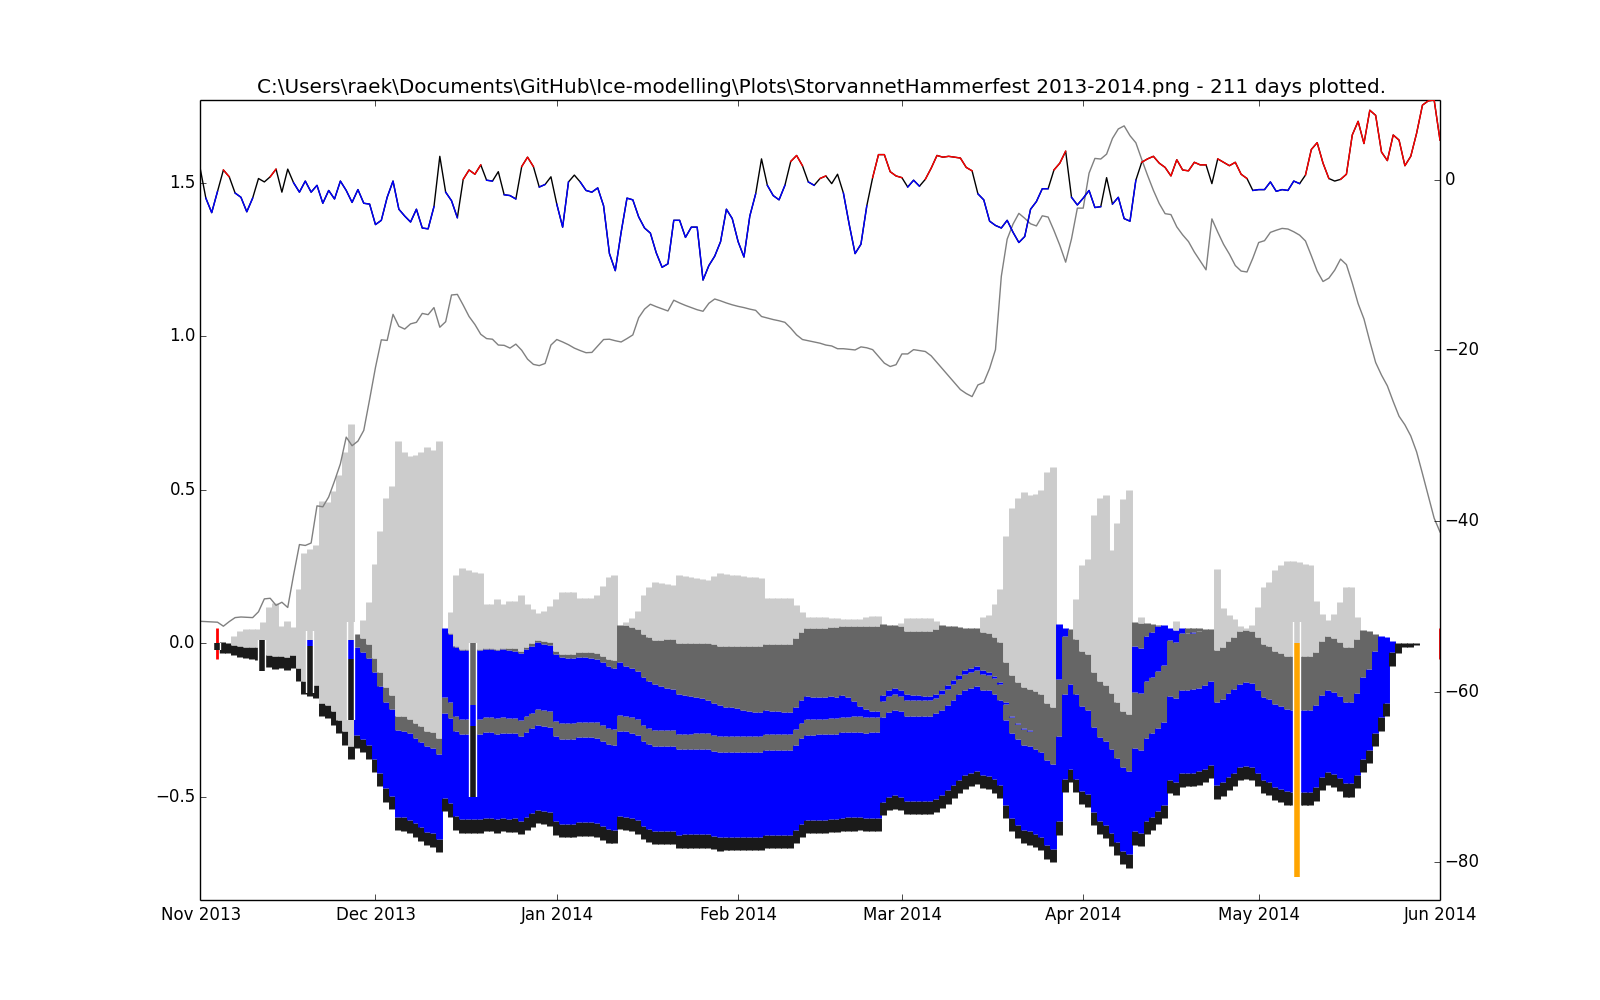 C:\Users\raek\Documents\GitHub\Ice-modelling\Plots\StorvannetHammerfest 2013-2014.png - 211 days plotted.
1.5
1.0
0.5
0.0
−0.5
0
−20
−40
−60
−80
Nov 2013
Dec 2013
Jan 2014
Feb 2014
Mar 2014
Apr 2014
May 2014
Jun 2014